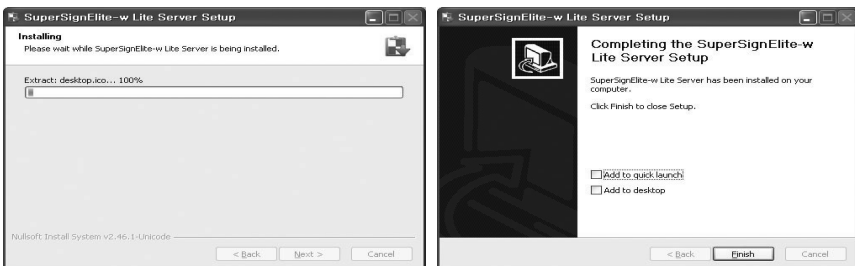 SuperSignElite-w Lite Server Setup
Installing
Please wait while SuperSignElite-w Lite Server is being installed.
Extract: desktop.ico... 100%
Nullsoft Install System v2.46.1-Unicode
< Back Next > Cancel
SuperSignElite-w Lite Server Setup
Completing the SuperSignElite-w
Lite Server Setup
SuperSignElite-w Lite Server has been installed on your
computer.
Click Finish to close Setup.
Add to quick launch
Add to desktop
< Back Finish Cancel